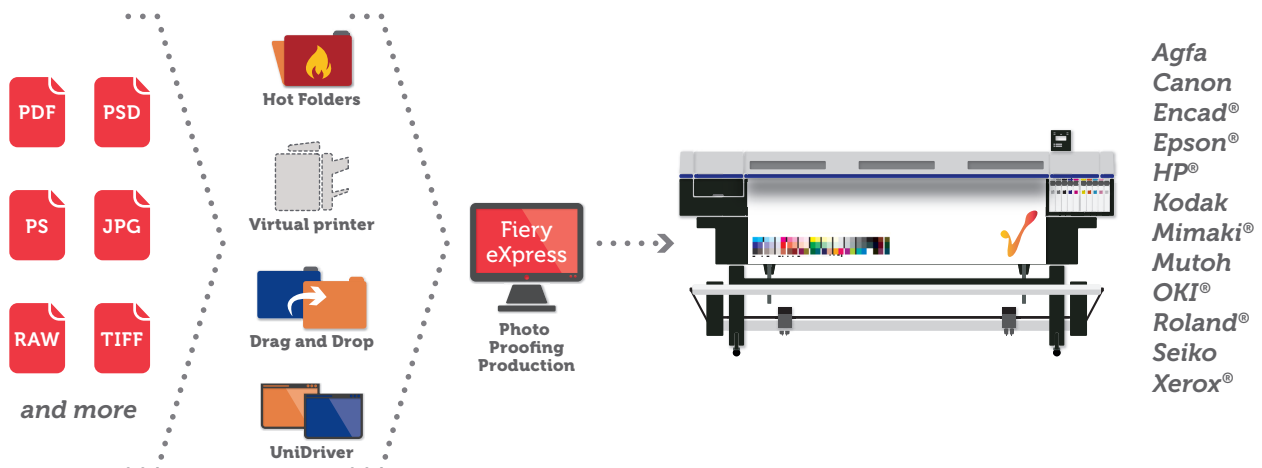 PDF
PSD
PS
JPG
RAW
TIFF
and more
Hot Folders
Virtual printer
Drag and Drop
UniDriver
Fiery
eXpress
Photo
Proofing
Production
Agfa
Canon
Encad®
Epson®
HP®
Kodak
Mimaki®
Mutoh
OKI®
Roland®
Seiko
Xerox®